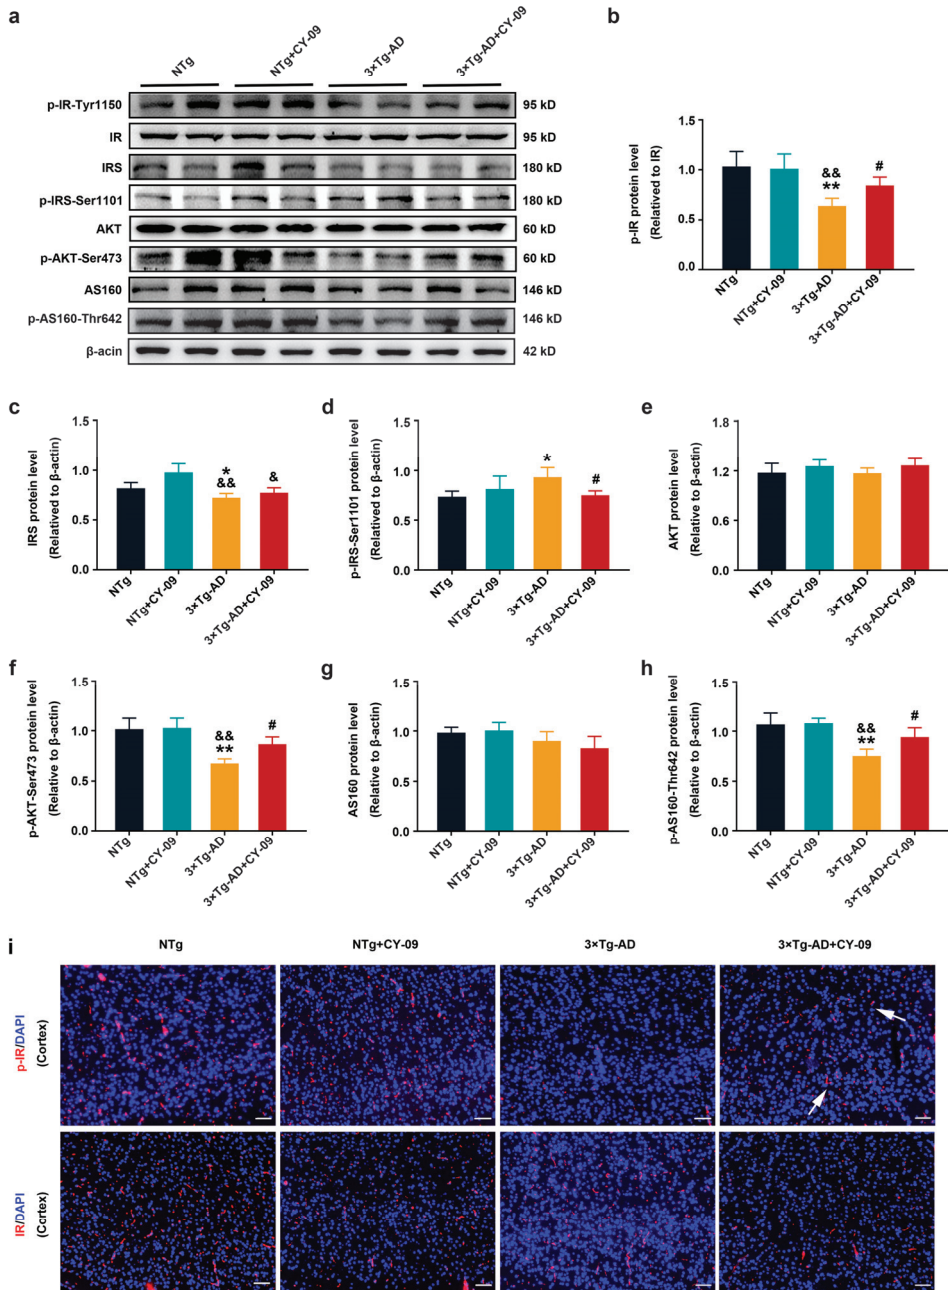 a
NTg
NTg+CY-09
3×Tg-AD
3×Tg-AD+CY-09
p-IR-Tyr1150
95 kD
IR
95 kD
IRS
180 kD
p-IRS-Ser1101
180 kD
AKT
60 kD
p-AKT-Ser473
60 kD
AS160
146 kD
p-AS160-Thr642
146 kD
β-acin
42 kD
b
p-IR protein level
(Relatived to IR)
1.5
1.0
0.5
0.0
&&
**
#
NTg
NTg+CY-09
3×Tg-AD
3×Tg-AD+CY-09
c
IRS protein level
(Relatived to β-actin)
1.5
1.0
0.5
0.0
*
&&
&
NTg
NTg+CY-09
3×Tg-AD
3×Tg-AD+CY-09
d
p-IRS-Ser1101 protein level
(Relatived to β-actin)
1.5
1.0
0.5
0.0
*
#
NTg
NTg+CY-09
3×Tg-AD
3×Tg-AD+CY-09
e
AKT protein level
(Relative to β-actin)
1.8
1.2
0.6
0.0
NTg
NTg+CY-09
3×Tg-AD
3×Tg-AD+CY-09
f
p-AKT-Ser473 protein level
(Relative to β-actin)
1.5
1.0
0.5
0.0
&&
**
#
NTg
NTg+CY-09
3×Tg-AD
3×Tg-AD+CY-09
g
AS160 protein level
(Relative to β-actin)
1.5
1.0
0.5
0.0
NTg
NTg+CY-09
3×Tg-AD
3×Tg-AD+CY-09
h
p-AS160-Thr642 protein level
(Relative to β-actin)
1.5
1.0
0.5
0.0
&&
**
#
NTg
NTg+CY-09
3×Tg-AD
3×Tg-AD+CY-09
i
NTg
NTg+CY-09
3×Tg-AD
3×Tg-AD+CY-09
p-IR/DAPI
(Cortex)
IR/DAPI
(Ccrtex)